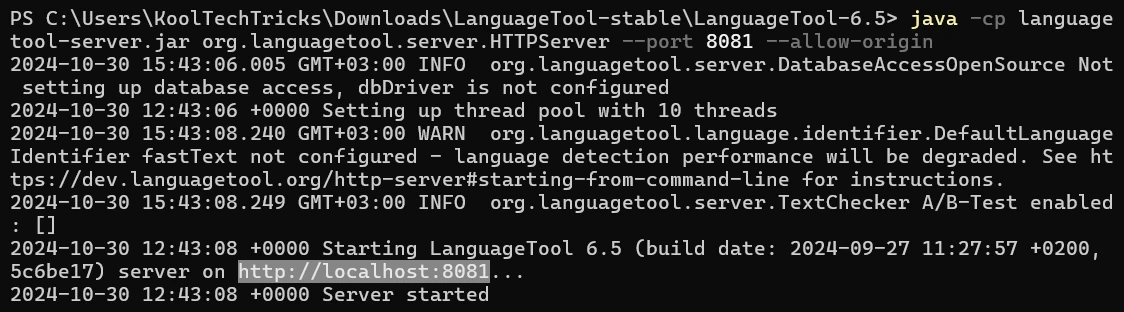 PS C:\Users\KoolTechTricks\Downloads\LanguageTool-stable\LanguageTool-6.5> java -cp language
tool-server.jar org.languagetool.server.HTTPServer --port 8081 --allow-origin
2024-10-30 15:43:06.005 GMT+03:00 INFO  org.languagetool.server.DatabaseAccessOpenSource Not
 setting up database access, dbDriver is not configured
2024-10-30 12:43:06 +0000 Setting up thread pool with 10 threads
2024-10-30 15:43:08.240 GMT+03:00 WARN  org.languagetool.language.identifier.DefaultLanguage
Identifier fastText not configured - language detection performance will be degraded. See ht
tps://dev.languagetool.org/http-server#starting-from-command-line for instructions.
2024-10-30 15:43:08.249 GMT+03:00 INFO  org.languagetool.server.TextChecker A/B-Test enabled
: []
2024-10-30 12:43:08 +0000 Starting LanguageTool 6.5 (build date: 2024-09-27 11:27:57 +0200,
5c6be17) server on http://localhost:8081...
2024-10-30 12:43:08 +0000 Server started